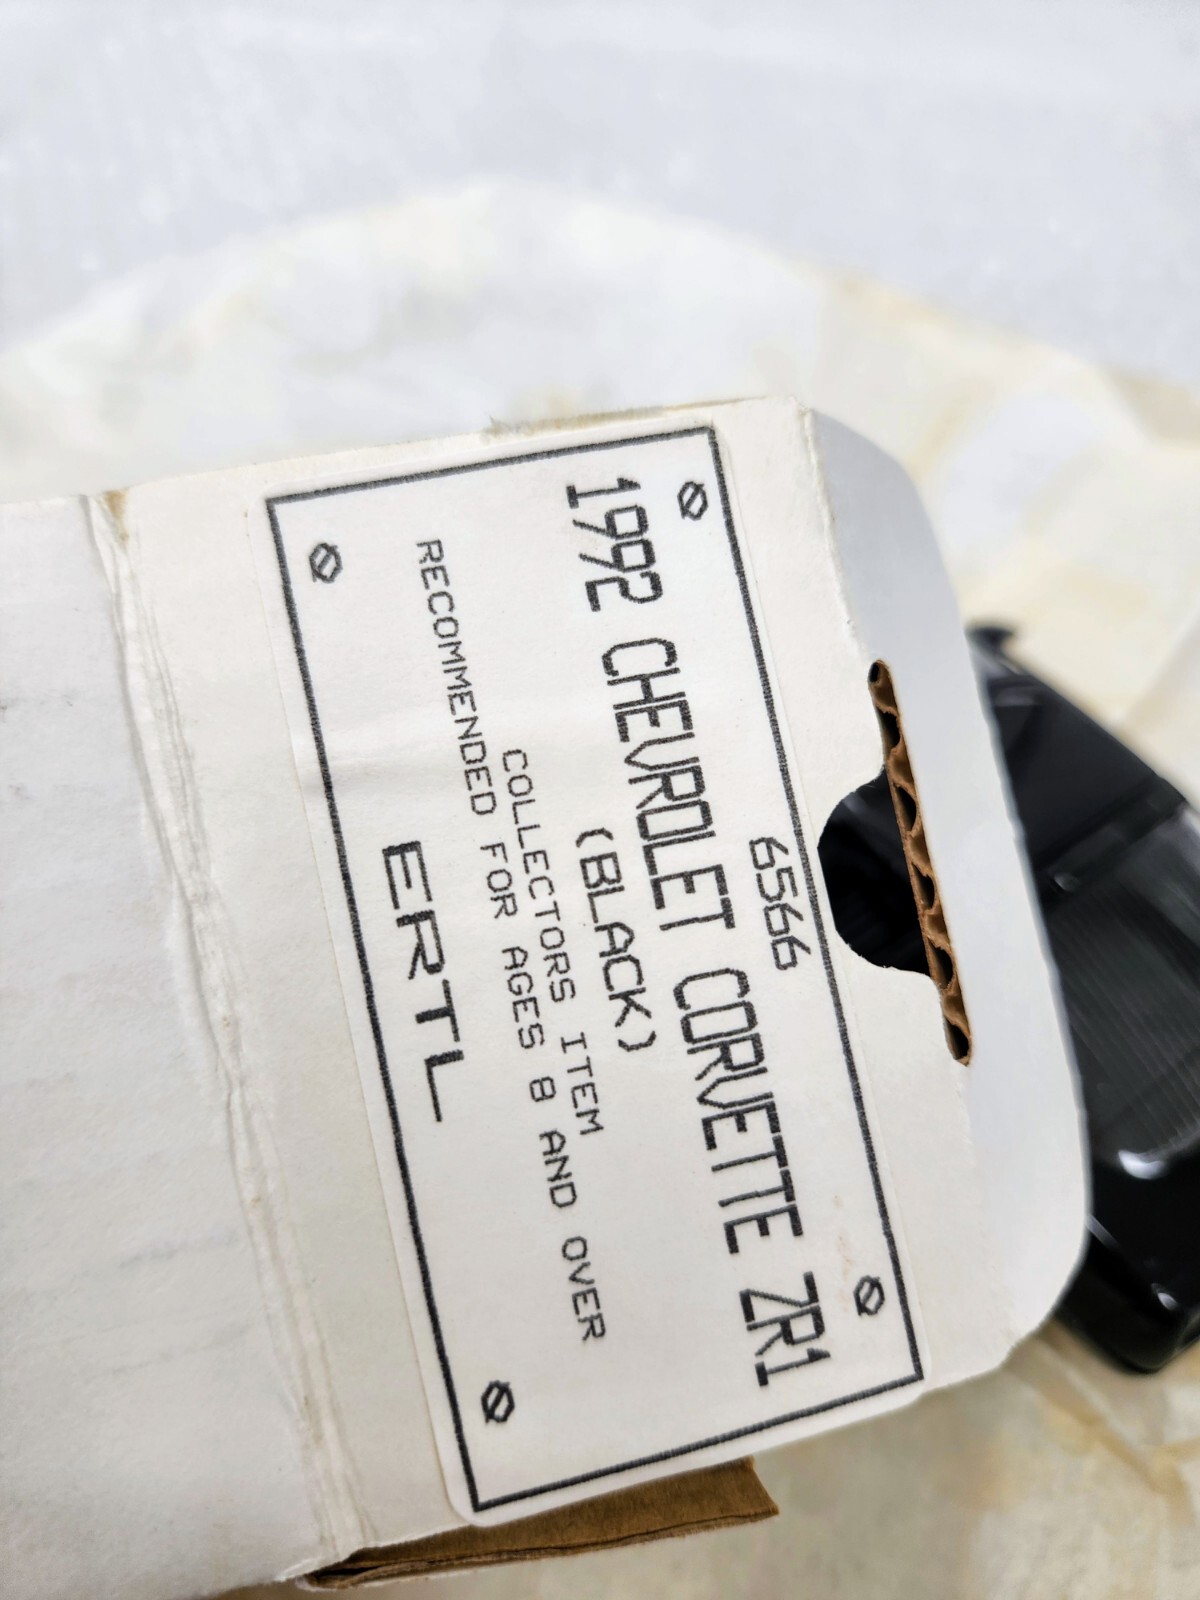 6566
1992 CHEVROLET CORVETTE ZR1
(BLACK)
COLLECTORS ITEM
RECOMMENDED FOR AGES 8 AND OVER
ERTL